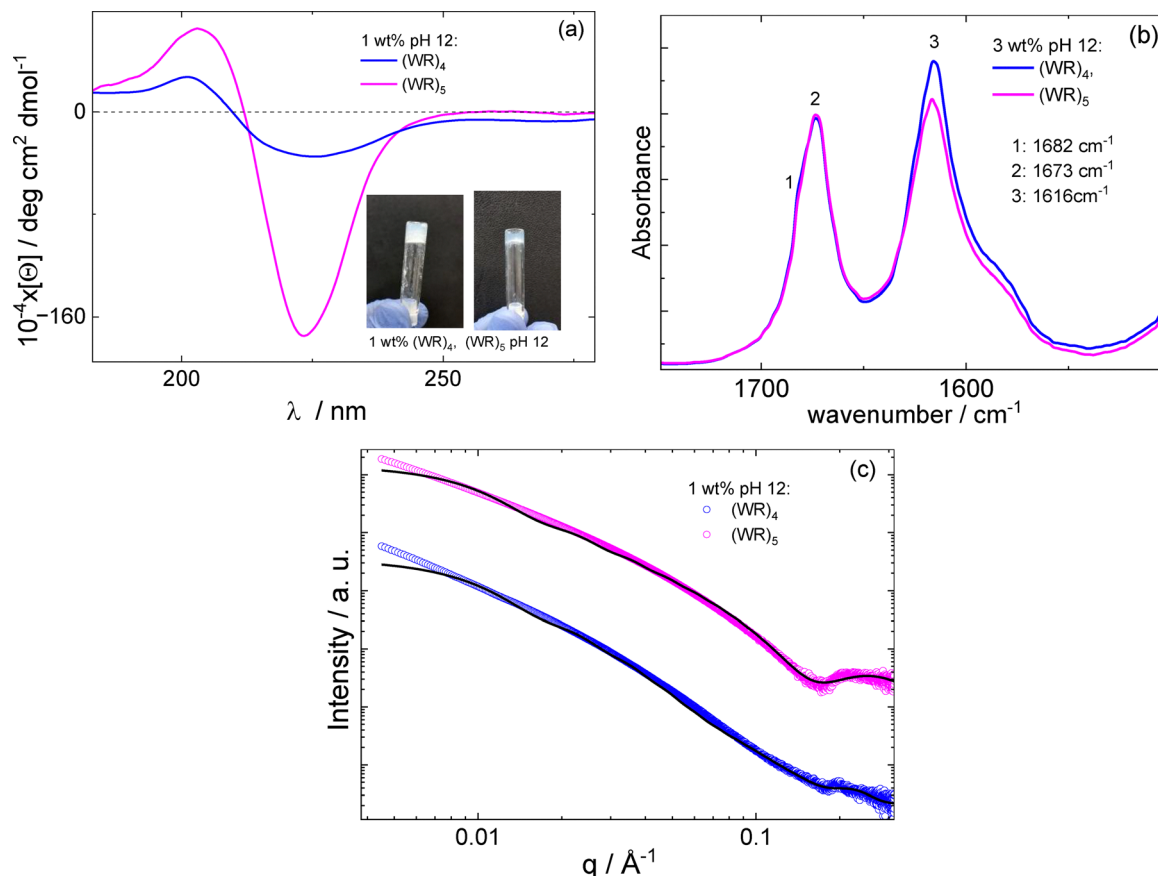 (a)
1 wt% pH 12:
(WR)₄
(WR)₅
0
−160
10⁻⁴x[Θ] / deg cm² dmol⁻¹
1 wt% (WR)₄, (WR)₅ pH 12
200
250
λ / nm
(b)
3 wt% pH 12:
(WR)₄,
(WR)₅
1
2
3
1: 1682 cm⁻¹
2: 1673 cm⁻¹
3: 1616cm⁻¹
Absorbance
1700
1600
wavenumber / cm⁻¹
(c)
1 wt% pH 12:
(WR)₄
(WR)₅
Intensity / a. u.
0.01
0.1
q / Å⁻¹